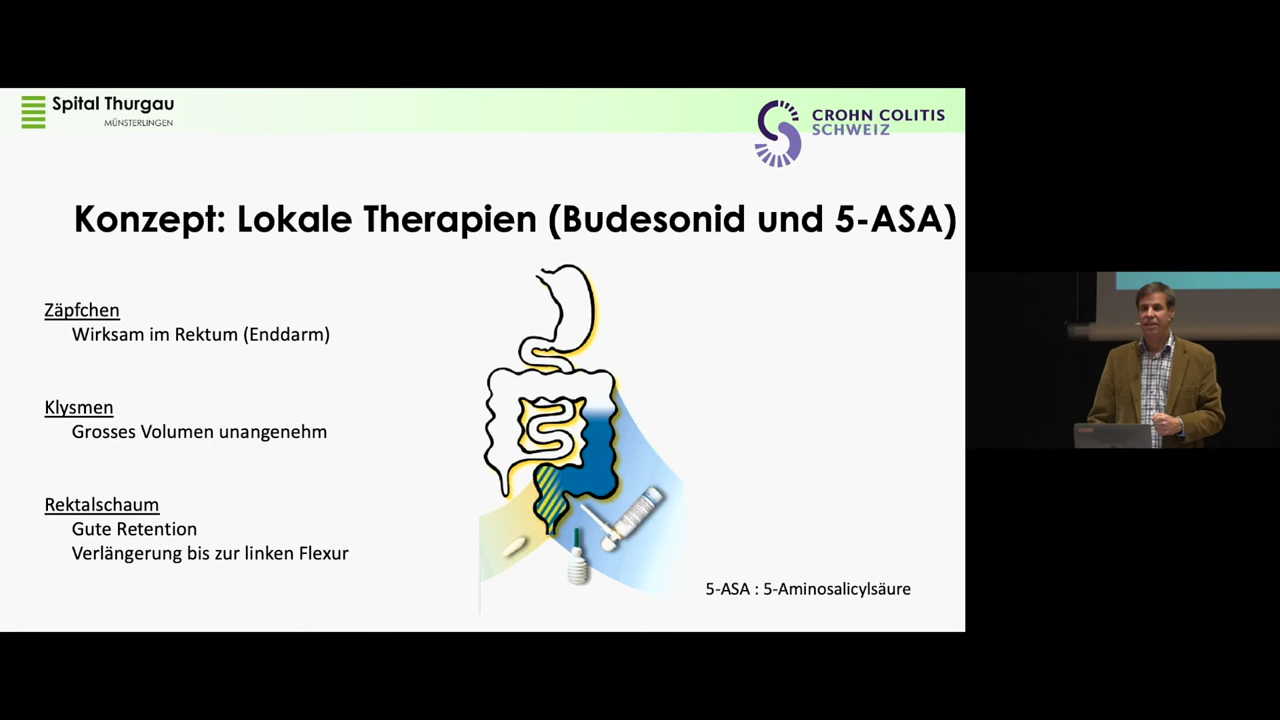 Spital Thurgau
MÜNSTERLINGEN
CROHN COLITIS
SCHWEIZ
Konzept: Lokale Therapien (Budesonid und 5-ASA)
Zäpfchen
Wirksam im Rektum (Enddarm)
Klysmen
Grosses Volumen unangenehm
Rektalschaum
Gute Retention
Verlängerung bis zur linken Flexur
5-ASA : 5-Aminosalicylsäure